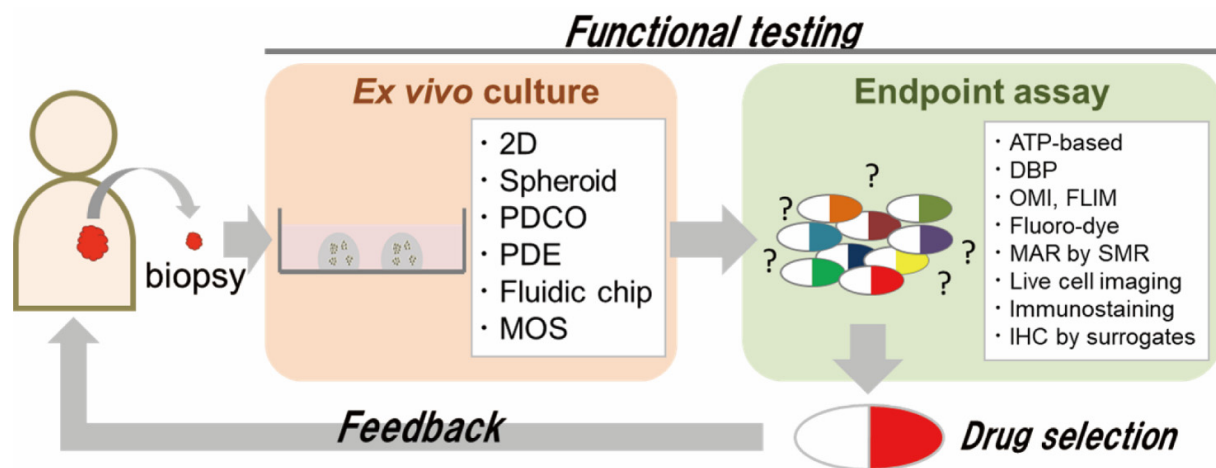 Functional testing
Ex vivo culture
・2D
・Spheroid
・PDCO
・PDE
・Fluidic chip
・MOS
Endpoint assay
・ATP-based
・DBP
・OMI, FLIM
・Fluoro-dye
・MAR by SMR
・Live cell imaging
・Immunostaining
・IHC by surrogates
?
?
?
?
?
biopsy
Feedback
Drug selection